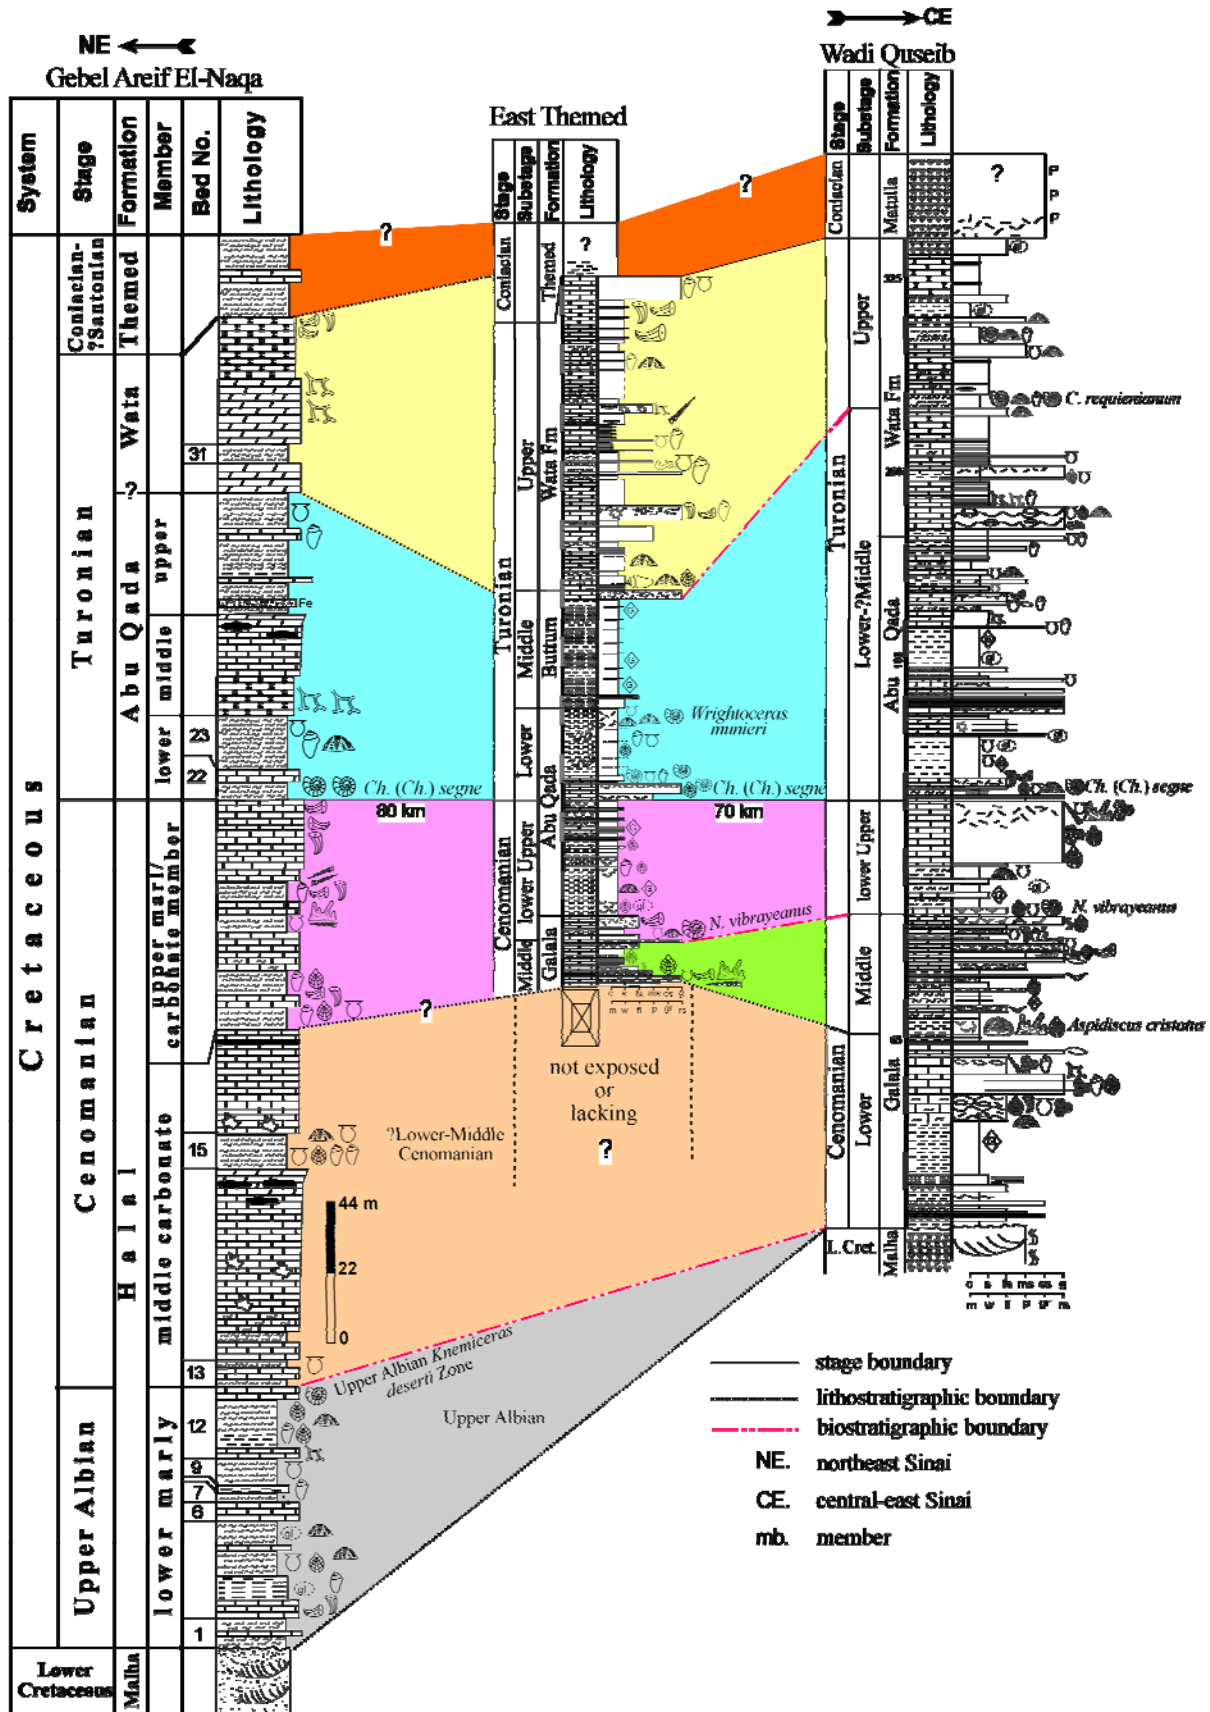 NE
Gebel Areif El-Naqa
System
Stage
Formation
Member
Bed No.
Lithology
East Themed
Stage
Substage
Formation
Lithology
CE
Wadi Quseib
Stage
Substage
Formation
Lithology
Cretaceous
Coniacian-
?Santonian
Turonian
Cenomanian
Upper Albian
Lower
Cretaceous
Themed
Wata
?
Abu Qada
Halal
Malha
upper
middle
lower
upper marl/
carbonate member
middle carbonate
lower marly
31
23
22
15
13
12
9
7
6
1
Fe
?
?
Coniacian
Turonian
Cenomanian
Upper
Middle
Lower
lower Upper
Middle
Themed
Wata Fm
Buttum
Abu Qada
Galala
?
Wrightoceras
munieri
Ch. (Ch.) segne
Ch. (Ch.) segne
80 km
70 km
N. vibrayeanus
?
not exposed
or
lacking
?
?Lower-Middle
Cenomanian
44 m
22
0
Upper Albian Knemiceras
deserti Zone
Upper Albian
Coniacian
Turonian
Cenomanian
L. Cret.
Upper
Lower-?Middle
lower Upper
Middle
Lower
Matulla
Wata Fm
Abu Qada
Galala
Malha
?
P
P
P
C. requienianum
Ch. (Ch.) segne
N. vibrayeanus
Aspidiscus cristatus
stage boundary
lithostratigraphic boundary
biostratigraphic boundary
NE. northeast Sinai
CE. central-east Sinai
mb. member